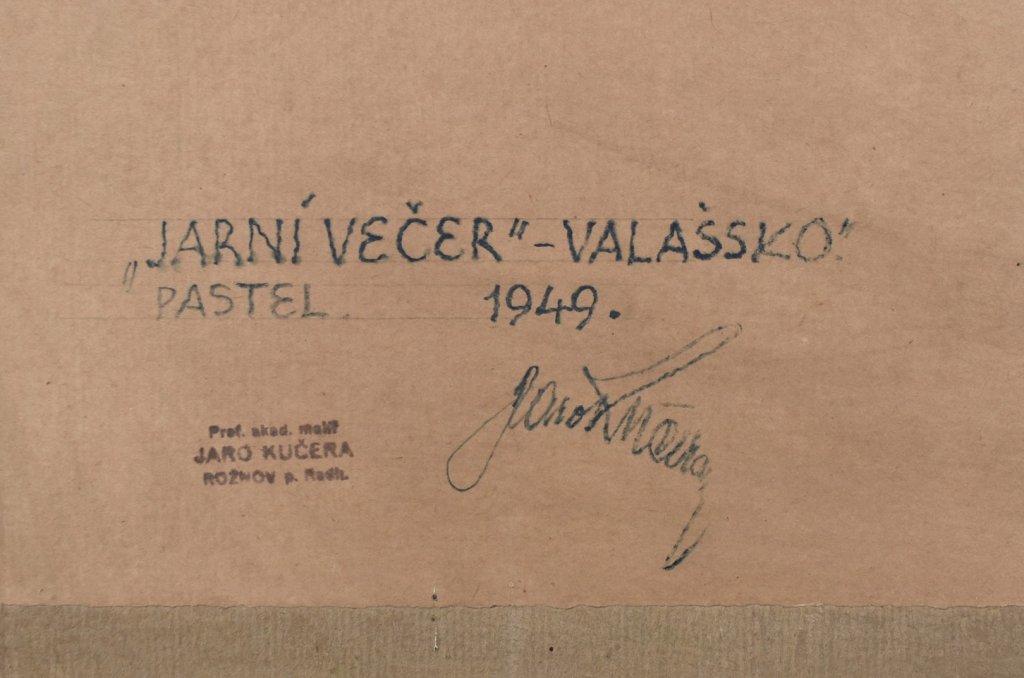 „JARNÍ VEČER" - VALAŠSKO."
PASTEL. 1949.
Jaro Kučera
Prof. akad. malíř
JARO KUČERA
ROŽNOV p. Radh.